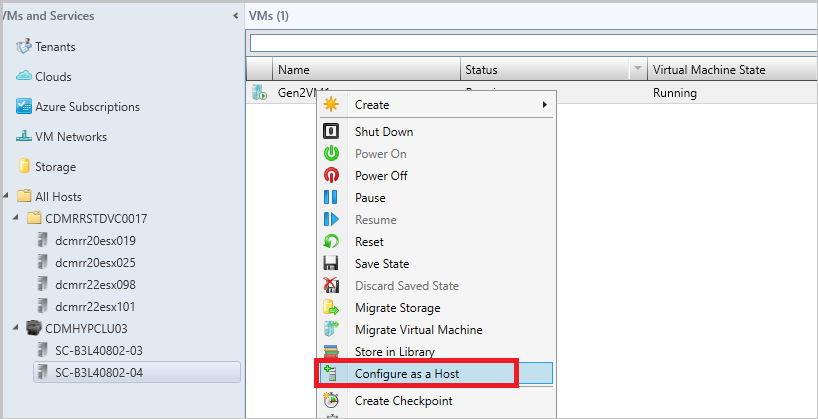 VMs and Services
Tenants
Clouds
Azure Subscriptions
VM Networks
Storage
All Hosts
CDMRRSTDVC0017
dcmrr20esx019
dcmrr20esx025
dcmrr22esx098
dcmrr22esx101
CDMHYPCLU03
SC-B3L40802-03
SC-B3L40802-04
VMs (1)
Name Status Virtual Machine State
Running
Create
Shut Down
Power On
Power Off
Pause
Resume
Reset
Save State
Discard Saved State
Migrate Storage
Migrate Virtual Machine
Store in Library
Configure as a Host
Create Checkpoint